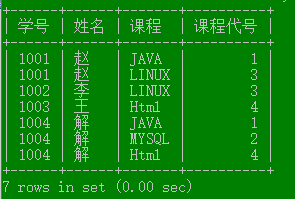 +------+------+-------+----------+
| 学号 | 姓名 | 课程  | 课程代号 |
+------+------+-------+----------+
| 1001 | 赵   | JAVA  |        1 |
| 1001 | 赵   | LINUX |        3 |
| 1002 | 李   | LINUX |        3 |
| 1003 | 王   | Html  |        4 |
| 1004 | 解   | JAVA  |        1 |
| 1004 | 解   | MYSQL |        2 |
| 1004 | 解   | Html  |        4 |
+------+------+-------+----------+
7 rows in set (0.00 sec)